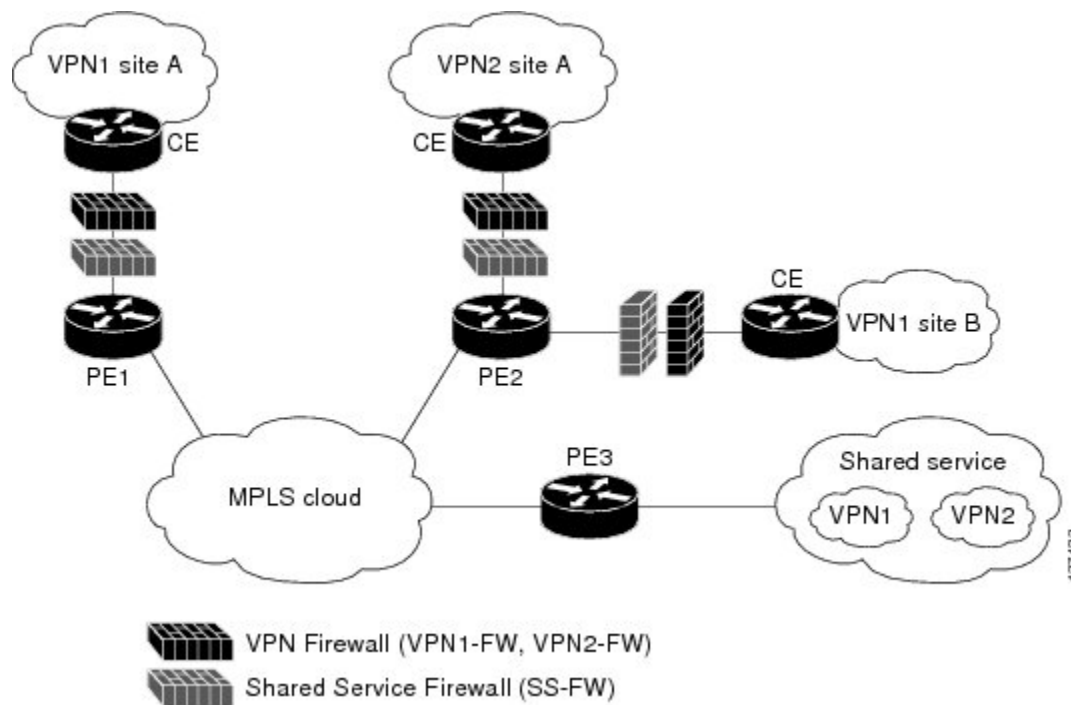 VPN1 site A
VPN2 site A
CE
CE
CE
VPN1 site B
PE1
PE2
PE3
Shared service
MPLS cloud
VPN1
VPN2
VPN Firewall (VPN1-FW, VPN2-FW)
Shared Service Firewall (SS-FW)